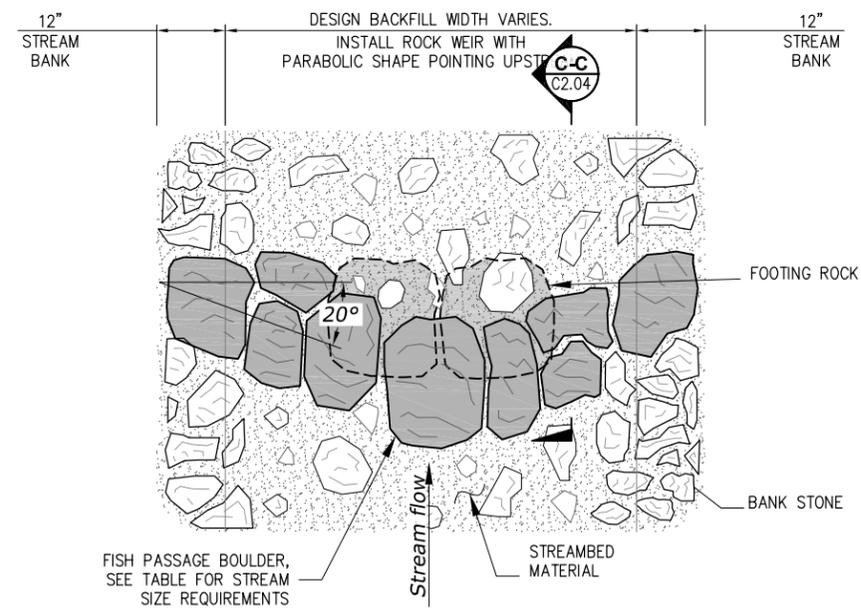 12"
STREAM
BANK
DESIGN BACKFILL WIDTH VARIES.
INSTALL ROCK WEIR WITH
PARABOLIC SHAPE POINTING
C-C
C2.04
12"
STREAM
BANK
FOOTING ROCK
20°
BANK STONE
Stream flow
STREAMBED
MATERIAL
FISH PASSAGE BOULDER,
SEE TABLE FOR STREAM
SIZE REQUIREMENTS